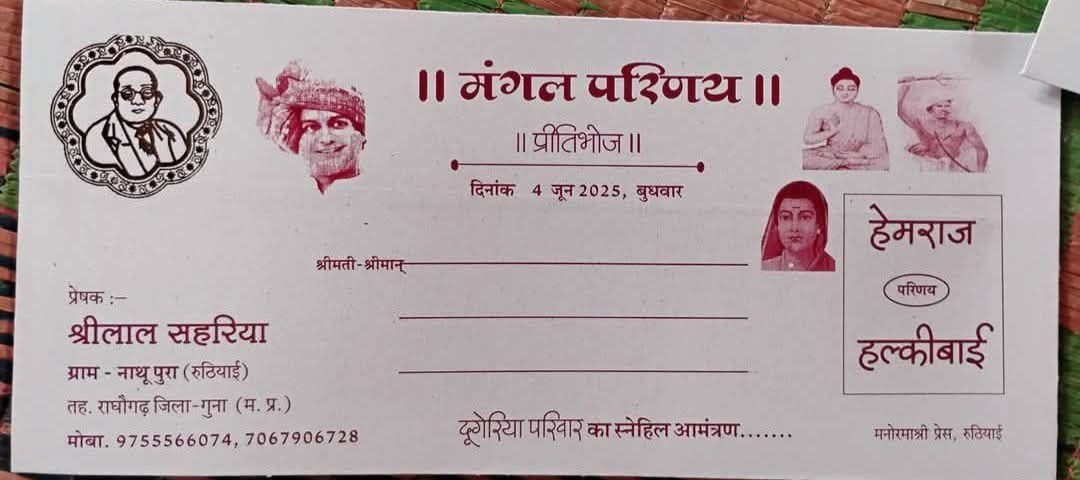 ॥ मंगल परिणय ॥
॥ प्रीतिभोज ॥
दिनांक 4 जून 2025, बुधवार
श्रीमती-श्रीमान्
हेमराज
परिणय
हल्कीबाई
प्रेषक :–
श्रीलाल सहरिया
ग्राम - नाथू पुरा (रुठियाई)
तह. राघौगढ़ जिला-गुना (म. प्र.)
मोबा. 9755566074, 7067906728
दूगेरिया परिवार का स्नेहिल आमंत्रण.......
मनोरमाश्री प्रेस, रुठियाई